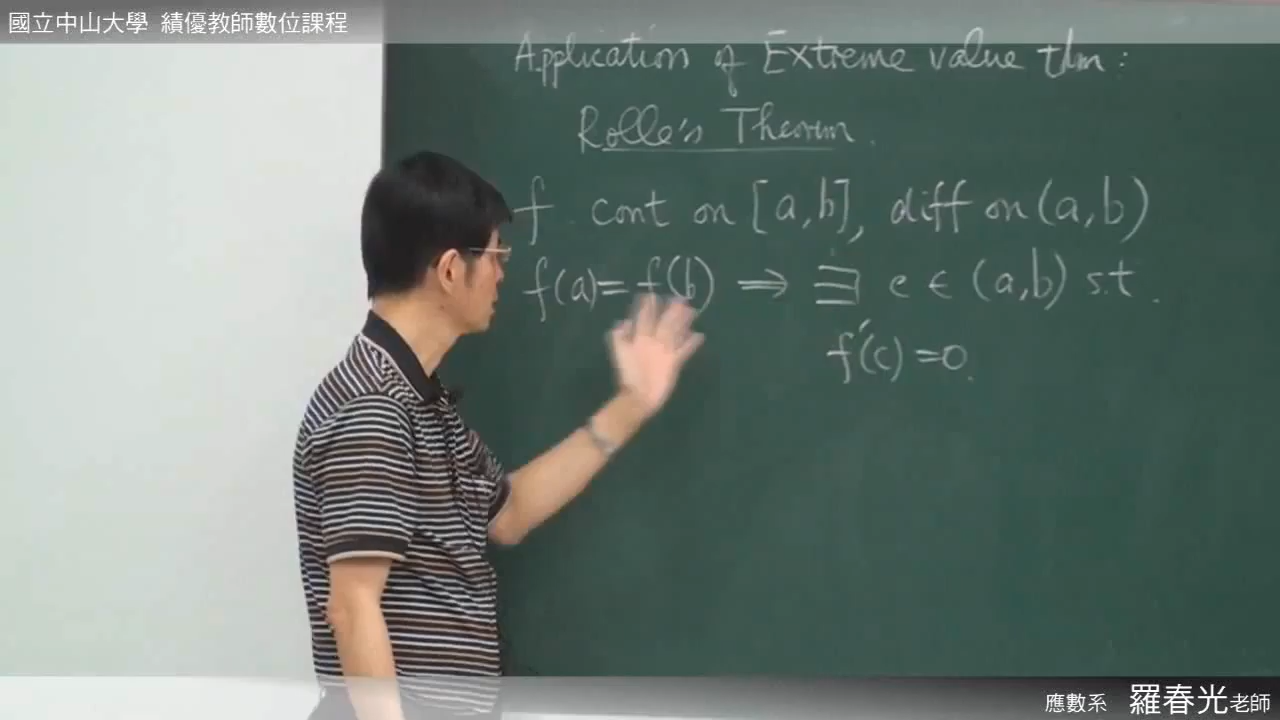 國立中山大學 績優教師數位課程
Application of Extreme value thm:
Rolle's Theorem.
f cont on [a,b], diff on (a,b)
f(a)=f(b) ⇒ ∃ c ∈ (a,b) s.t.
f'(c)=0.
應數系 羅春光老師